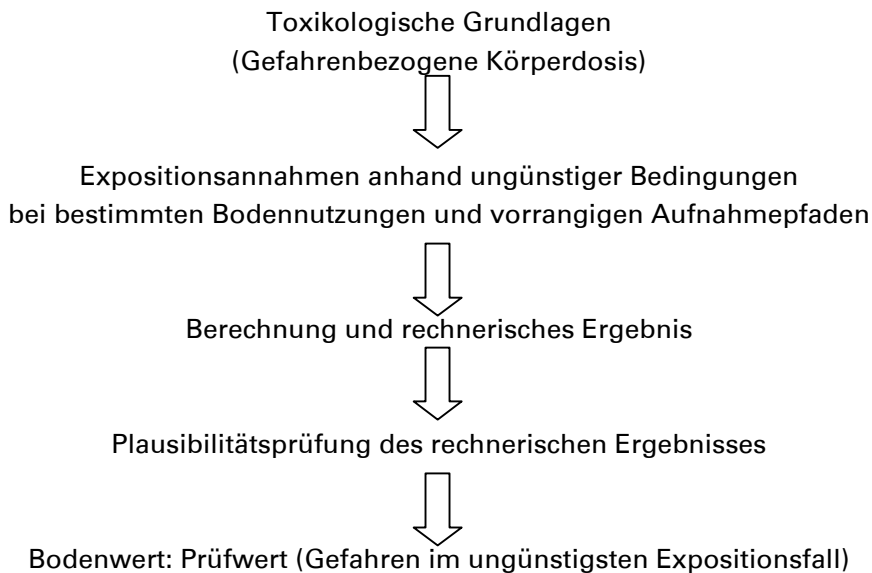 Toxikologische Grundlagen
(Gefahrenbezogene Körperdosis)
Expositionsannahmen anhand ungünstiger Bedingungen
bei bestimmten Bodennutzungen und vorrangigen Aufnahmepfaden
Berechnung und rechnerisches Ergebnis
Plausibilitätsprüfung des rechnerischen Ergebnisses
Bodenwert: Prüfwert (Gefahren im ungünstigsten Expositionsfall)